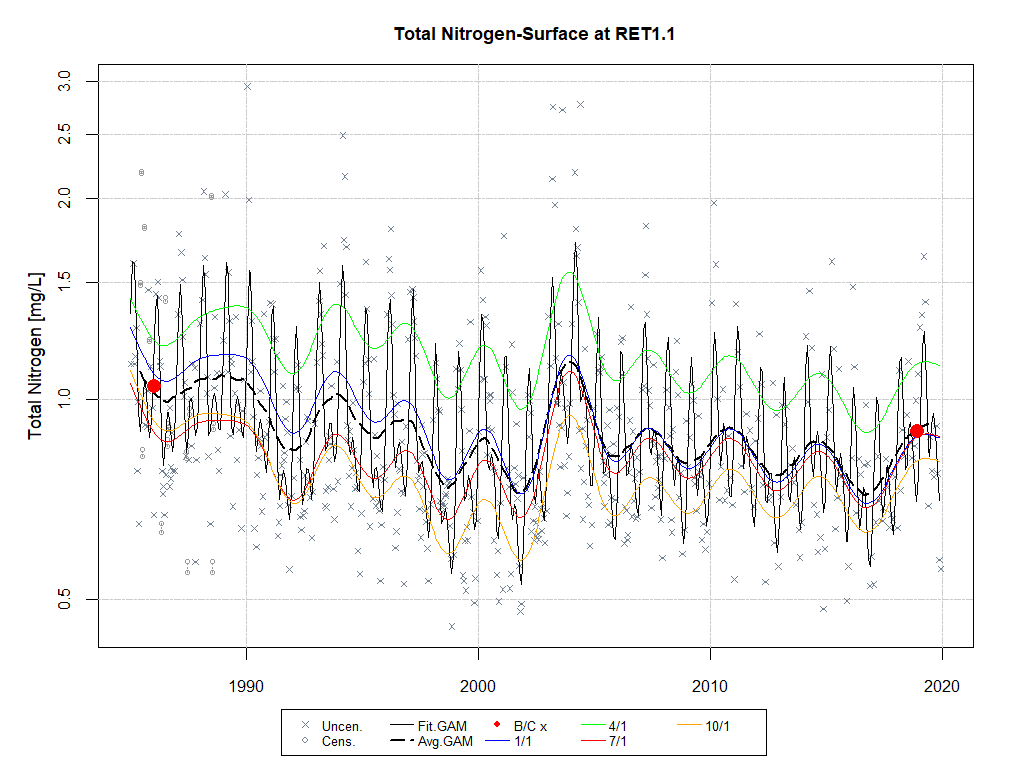 Total Nitrogen-Surface at RET1.1
Total Nitrogen [mg/L]
3.0
2.5
2.0
1.5
1.0
0.5
1990 2000 2010 2020
Uncen. Fit.GAM B/C x 4/1 10/1
Cens. Avg.GAM 1/1 7/1